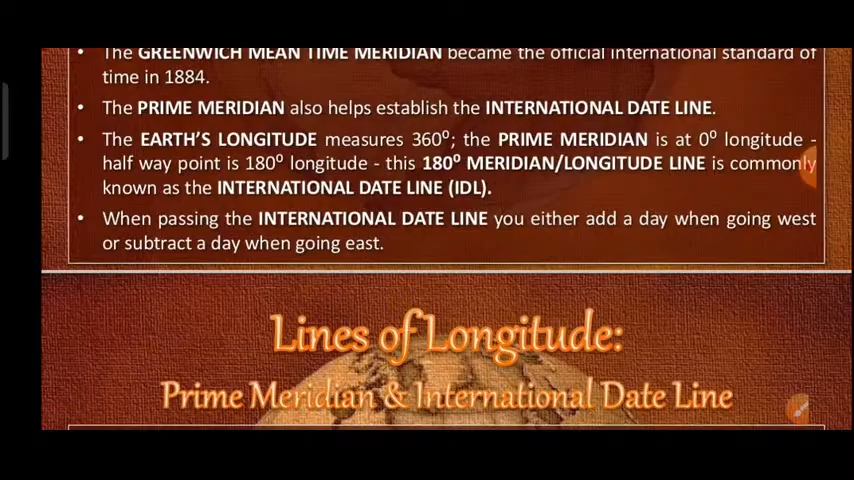 • The GREENWICH MEAN TIME MERIDIAN became the official international standard of
time in 1884.
• The PRIME MERIDIAN also helps establish the INTERNATIONAL DATE LINE.
• The EARTH'S LONGITUDE measures 360⁰; the PRIME MERIDIAN is at 0⁰ longitude -
half way point is 180⁰ longitude - this 180⁰ MERIDIAN/LONGITUDE LINE is commonly
known as the INTERNATIONAL DATE LINE (IDL).
• When passing the INTERNATIONAL DATE LINE you either add a day when going west
or subtract a day when going east.
Lines of Longitude:
Prime Meridian & International Date Line